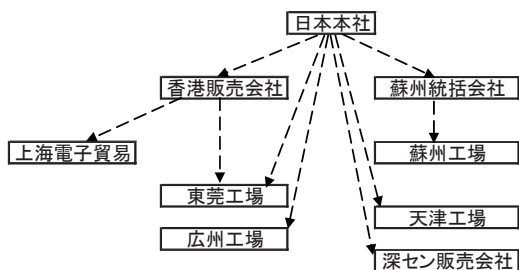 日本本社
香港販売会社
蘇州統括会社
上海電子貿易
蘇州工場
東莞工場
天津工場
広州工場
深セン販売会社